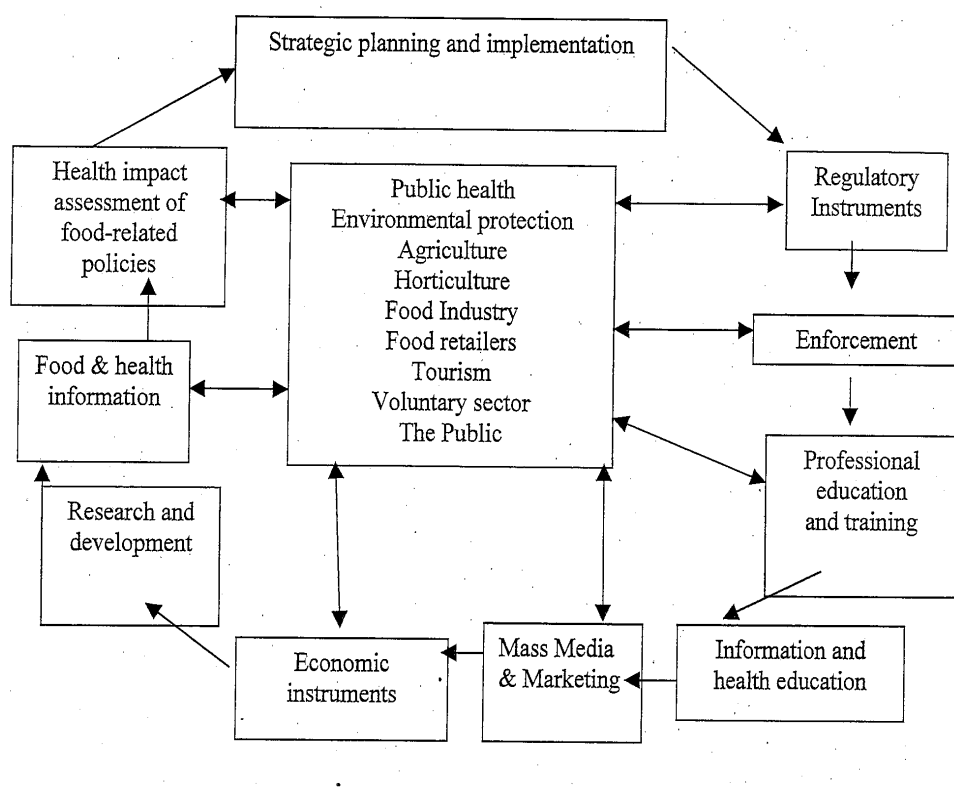 Strategic planning and implementation
Health impact
assessment of
food-related
policies
Public health
Environmental protection
Agriculture
Horticulture
Food Industry
Food retailers
Tourism
Voluntary sector
The Public
Regulatory
Instruments
Enforcement
Food & health
information
Professional
education
and training
Research and
development
Economic
instruments
Mass Media
& Marketing
Information and
health education